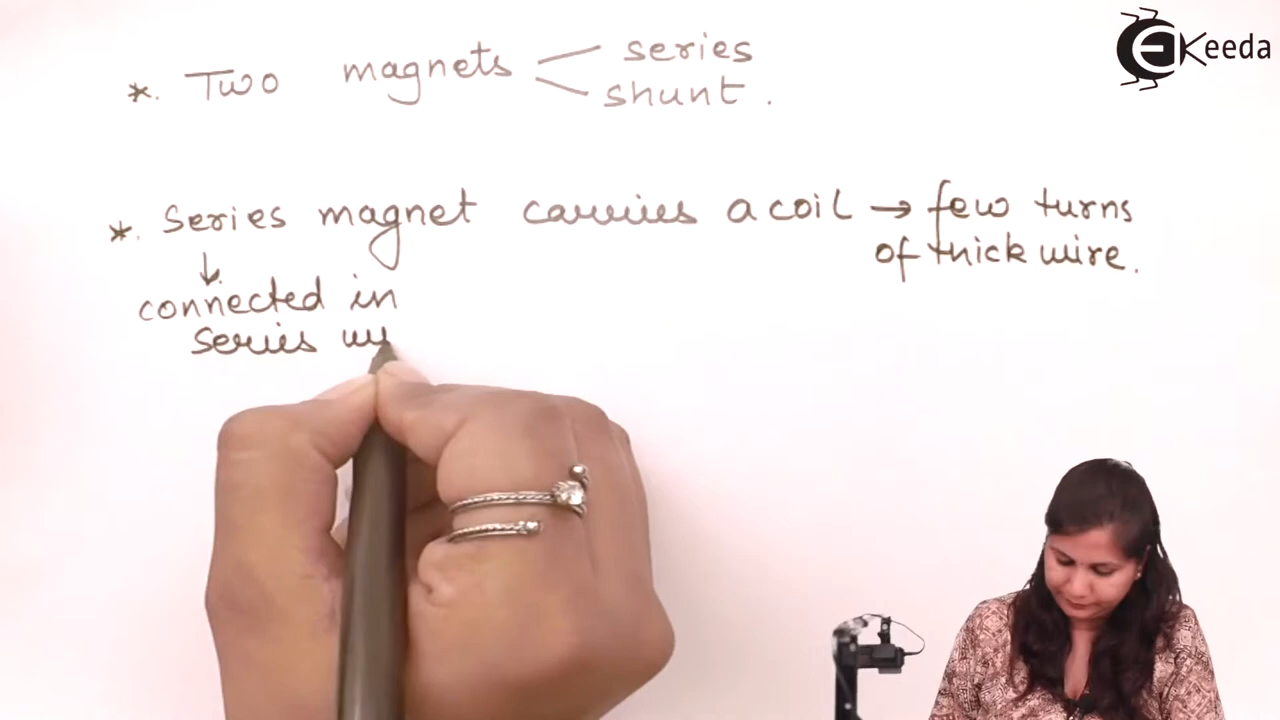 Keeda
*. Two magnets series
shunt.
*. Series magnet carries a coil → few turns
of thick wire.
↓
connected in
series